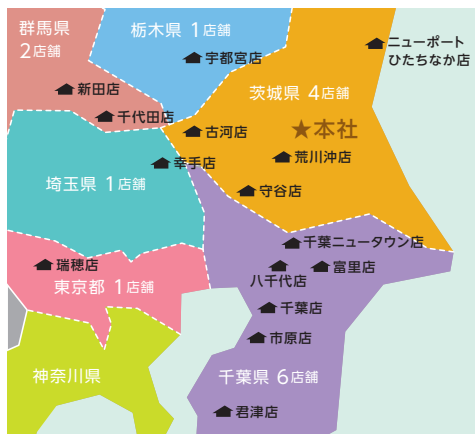 群馬県
2店舗
栃木県 1店舗
ニューポート
ひたちなか店
宇都宮店
新田店
茨城県 4店舗
千代田店
古河店
★本社
荒川沖店
幸手店
埼玉県 1店舗
守谷店
千葉ニュータウン店
瑞穂店
八千代店
富里店
東京都 1店舗
千葉店
市原店
神奈川県
千葉県 6店舗
君津店